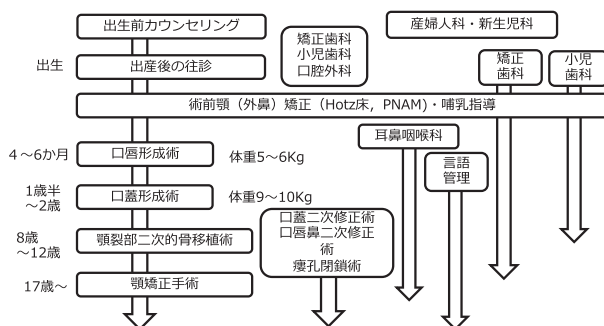 出生前カウンセリング
産婦人科・新生児科
矯正歯科
小児歯科
口腔外科
出生
出産後の往診
矯正
歯科
小児
歯科
術前顎（外鼻）矯正（Hotz床，PNAM）・哺乳指導
耳鼻咽喉科
4～6か月
口唇形成術
体重5～6Kg
言語
管理
1歳半
～2歳
口蓋形成術
体重9～10Kg
口蓋二次修正術
口唇鼻二次修正
術
瘻孔閉鎖術
8歳
～12歳
顎裂部二次的骨移植術
17歳～
顎矯正手術